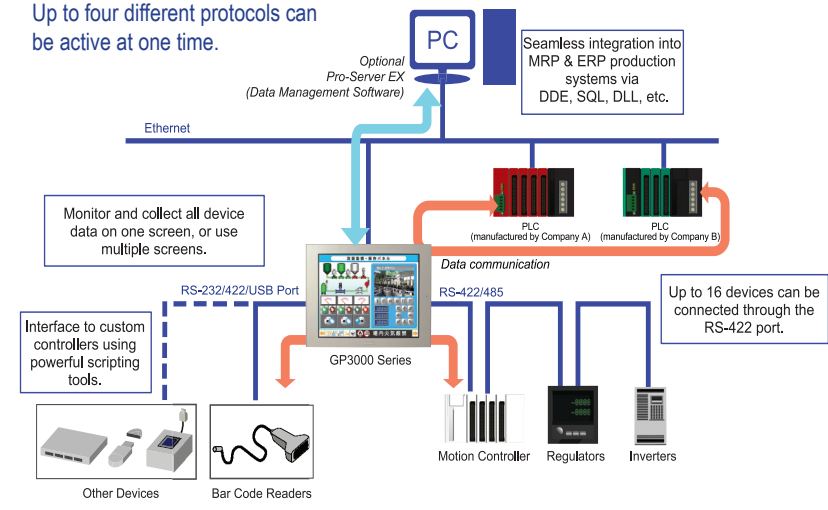 Up to four different protocols can
be active at one time.
PC
Optional
Pro-Server EX
(Data Management Software)
Seamless integration into
MRP & ERP production
systems via
DDE, SQL, DLL, etc.
Ethernet
Monitor and collect all device
data on one screen, or use
multiple screens.
PLC
(manufactured by Company A)
PLC
(manufactured by Company B)
Data communication
RS-232/422/USB Port
RS-422/485
Up to 16 devices can be
connected through the
RS-422 port.
Interface to custom
controllers using
powerful scripting
tools.
GP3000 Series
Motion Controller
Regulators
Inverters
Other Devices
Bar Code Readers